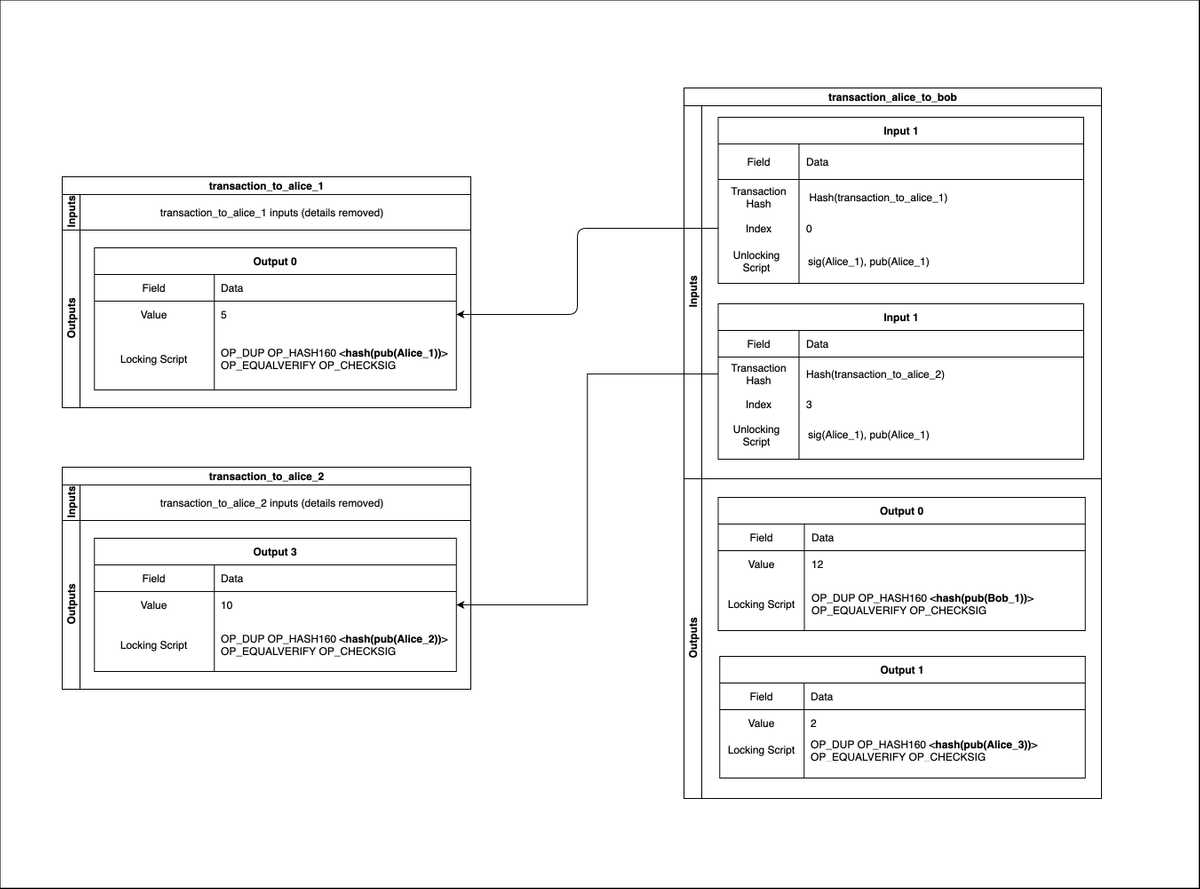 transaction_to_alice_1
Inputs
transaction_to_alice_1 inputs (details removed)
Outputs
Output 0
Field Data
Value 5
Locking Script
OP_DUP OP_HASH160 <hash(pub(Alice_1))>
OP_EQUALVERIFY OP_CHECKSIG
transaction_to_alice_2
Inputs
transaction_to_alice_2 inputs (details removed)
Outputs
Output 3
Field Data
Value 10
Locking Script
OP_DUP OP_HASH160 <hash(pub(Alice_2))>
OP_EQUALVERIFY OP_CHECKSIG
transaction_alice_to_bob
Inputs
Input 1
Field Data
Transaction
Hash
Hash(transaction_to_alice_1)
Index 0
Unlocking
Script
sig(Alice_1), pub(Alice_1)
Input 1
Field Data
Transaction
Hash
Hash(transaction_to_alice_2)
Index 3
Unlocking
Script
sig(Alice_1), pub(Alice_1)
Outputs
Output 0
Field Data
Value 12
Locking Script
OP_DUP OP_HASH160 <hash(pub(Bob_1))>
OP_EQUALVERIFY OP_CHECKSIG
Output 1
Field Data
Value 2
Locking Script
OP_DUP OP_HASH160 <hash(pub(Alice_3))>
OP_EQUALVERIFY OP_CHECKSIG